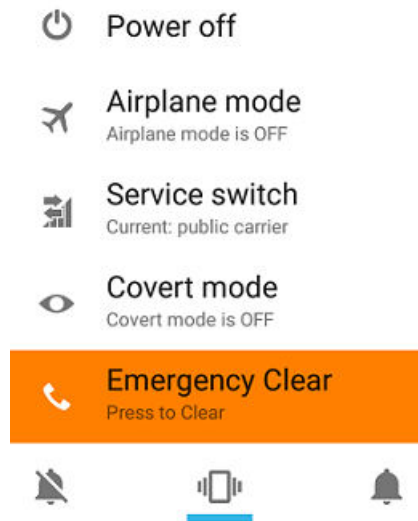 Power off
Airplane mode
Airplane mode is OFF
Service switch
Current: public carrier
Covert mode
Covert mode is OFF
Emergency Clear
Press to Clear